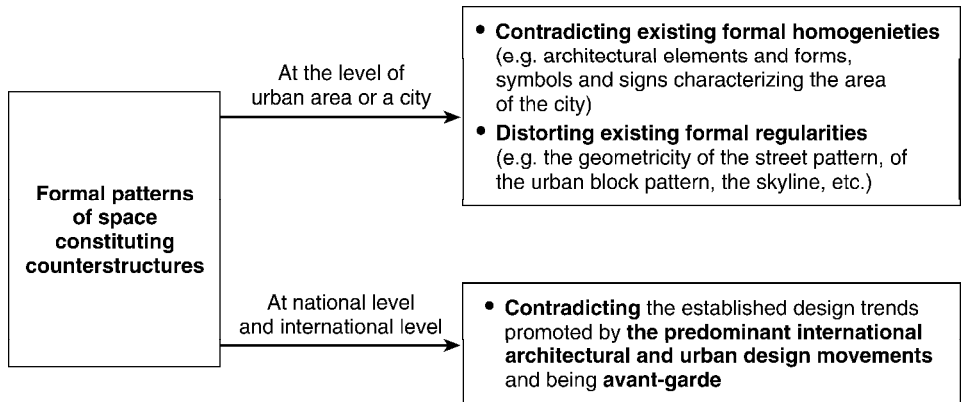 Formal patterns
of space
constituting
counterstructures
At the level of
urban area or a city
• Contradicting existing formal homogenieties
(e.g. architectural elements and forms,
symbols and signs characterizing the area
of the city)
• Distorting existing formal regularities
(e.g. the geometricity of the street pattern, of
the urban block pattern, the skyline, etc.)
At national level
and international level
• Contradicting the established design trends
promoted by the predominant international
architectural and urban design movements
and being avant-garde